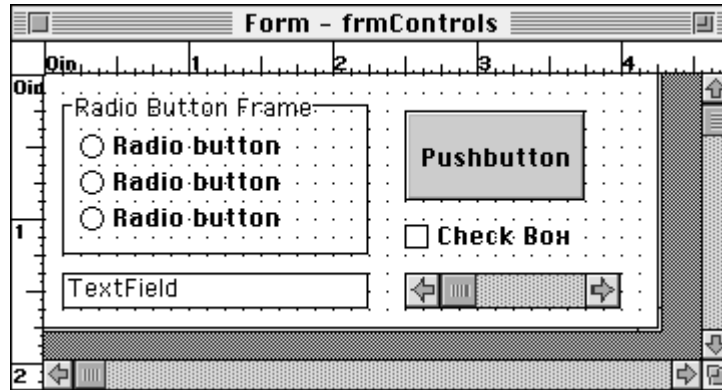 Form - frmControls
0in 1 2 3 4
0in
Radio Button Frame
Radio button
Radio button
Radio button
Pushbutton
1
Check Box
TextField
2